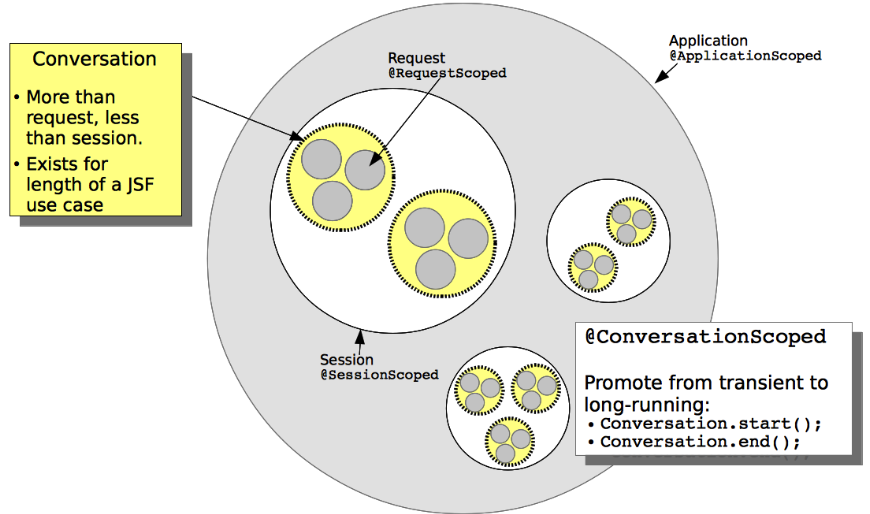 Conversation
• More than
request, less
than session.
• Exists for
length of a JSF
use case
Request
@RequestScoped
Application
@ApplicationScoped
Session
@SessionScoped
@ConversationScoped
Promote from transient to
long-running:
• Conversation.start();
• Conversation.end();